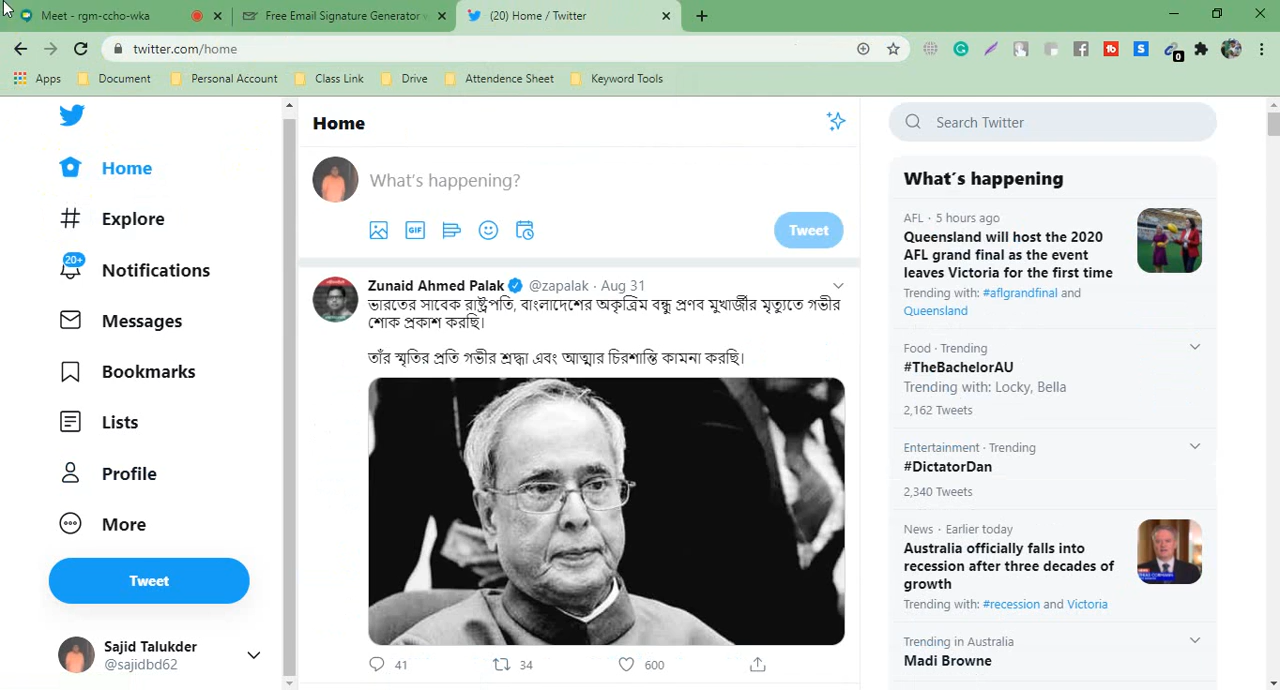 Meet - rgm-ccho-wka
Free Email Signature Generator
(20) Home / Twitter
twitter.com/home
0
Apps
Document
Personal Account
Class Link
Drive
Attendence Sheet
Keyword Tools
Home
Explore
20+
Notifications
Messages
Bookmarks
Lists
Profile
More
Tweet
Sajid Talukder
@sajidbd62
Home
What's happening?
GIF
Tweet
Zunaid Ahmed Palak @zapalak · Aug 31
ভারতের সাবেক রাষ্ট্রপতি, বাংলাদেশের অকৃত্রিম বন্ধু প্রণব মুখার্জীর মৃত্যুতে গভীর
শোক প্রকাশ করছি।
তাঁর স্মৃতির প্রতি গভীর শ্রদ্ধা এবং আত্মার চিরশান্তি কামনা করছি।
41 34 600
Search Twitter
What's happening
AFL · 5 hours ago
Queensland will host the 2020
AFL grand final as the event
leaves Victoria for the first time
Trending with: #aflgrandfinal and
Queensland
Food · Trending
#TheBachelorAU
Trending with: Locky, Bella
2,162 Tweets
Entertainment · Trending
#DictatorDan
2,340 Tweets
News · Earlier today
Australia officially falls into
recession after three decades of
growth
Trending with: #recession and Victoria
Trending in Australia
Madi Browne